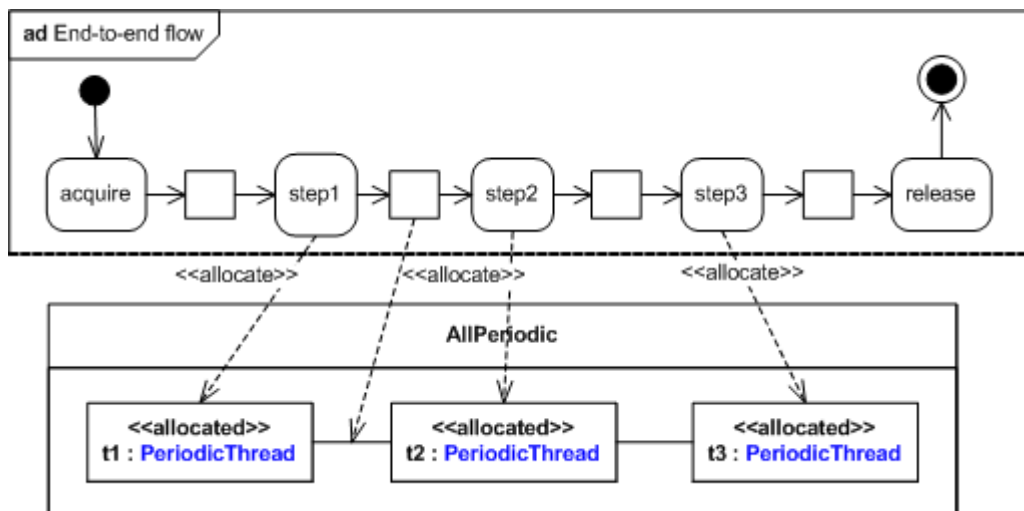 ad End-to-end flow
acquire
step1
step2
step3
release
<<allocate>>
<<allocate>>
<<allocate>>
AllPeriodic
<<allocated>>
t1 : PeriodicThread
<<allocated>>
t2 : PeriodicThread
<<allocated>>
t3 : PeriodicThread